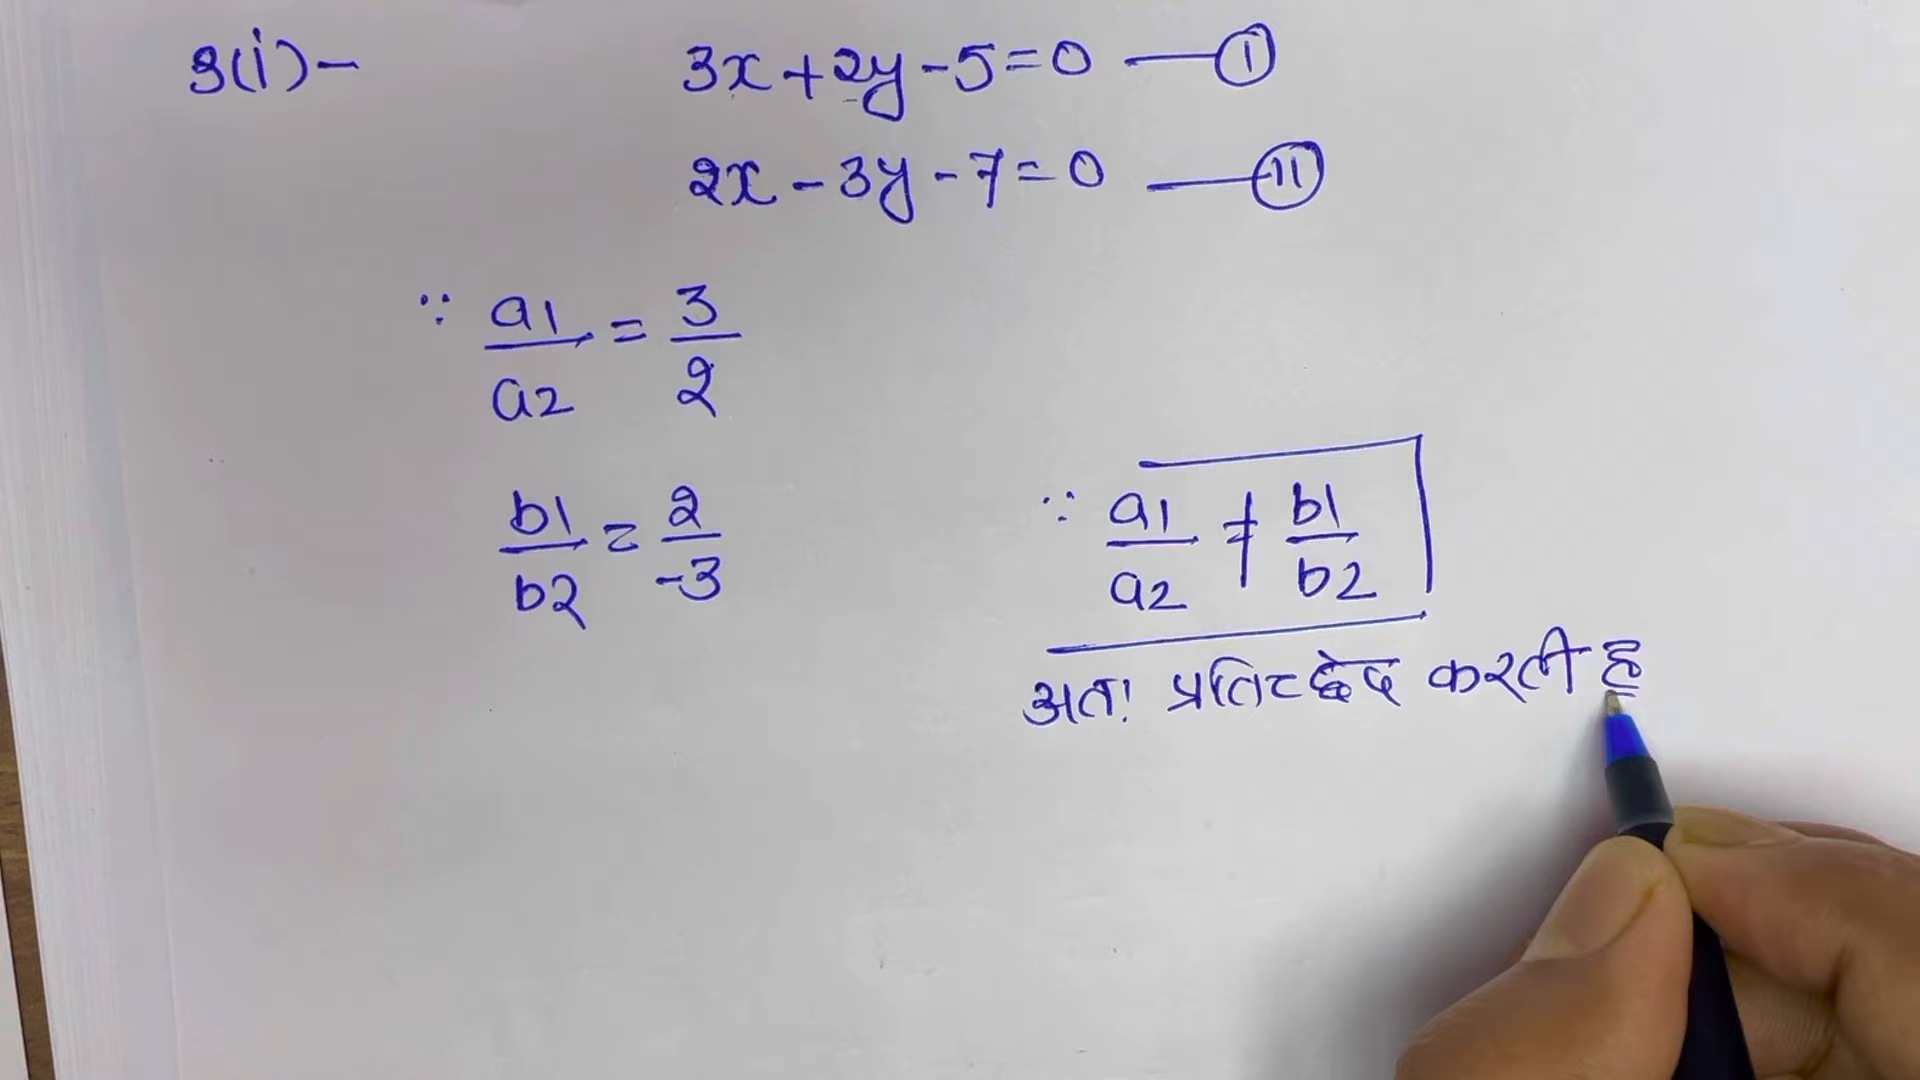 3(i)-
3x+2y-5=0 —(I)
2x-3y-7=0 —(II)
∵ a1/a2 = 3/2
b1/b2 = 2/-3
∵ a1/a2 ≠ b1/b2
अत! प्रतिच्छेद करती ह